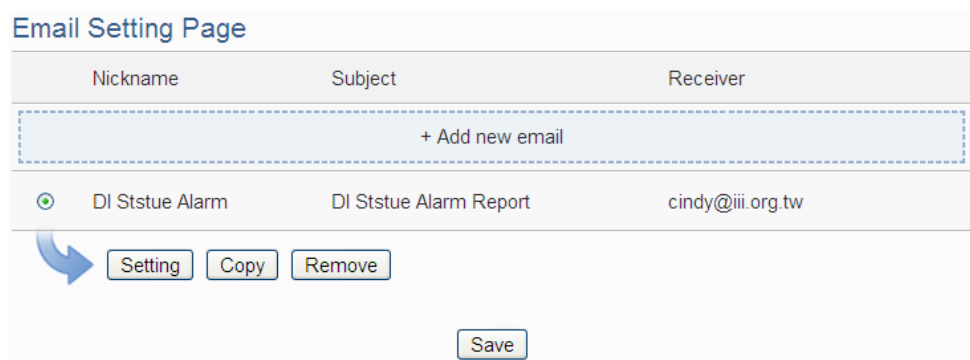 Email Setting Page
Nickname Subject Receiver
+ Add new email
DI Ststue Alarm DI Ststue Alarm Report cindy@iii.org.tw
Setting Copy Remove
Save